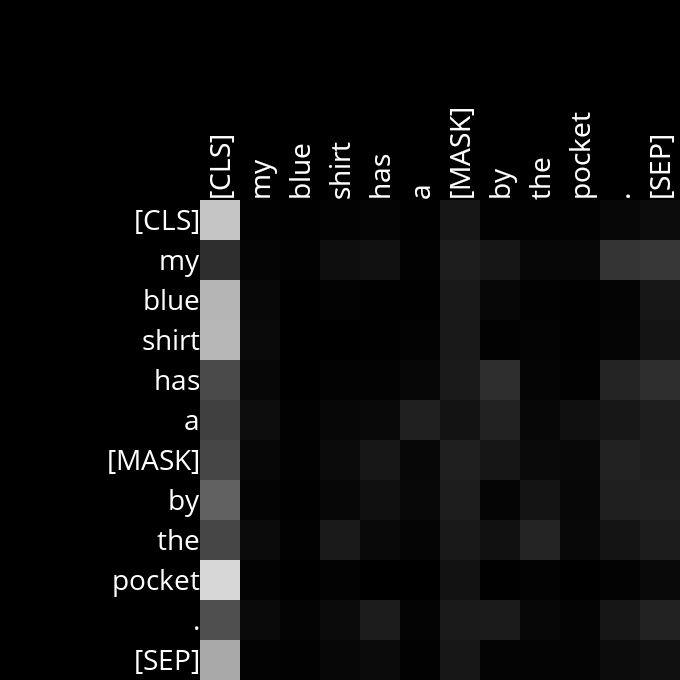 [CLS] my blue shirt has a [MASK] by the pocket . [SEP]
[CLS]
my
blue
shirt
has
a
[MASK]
by
the
pocket
.
[SEP]